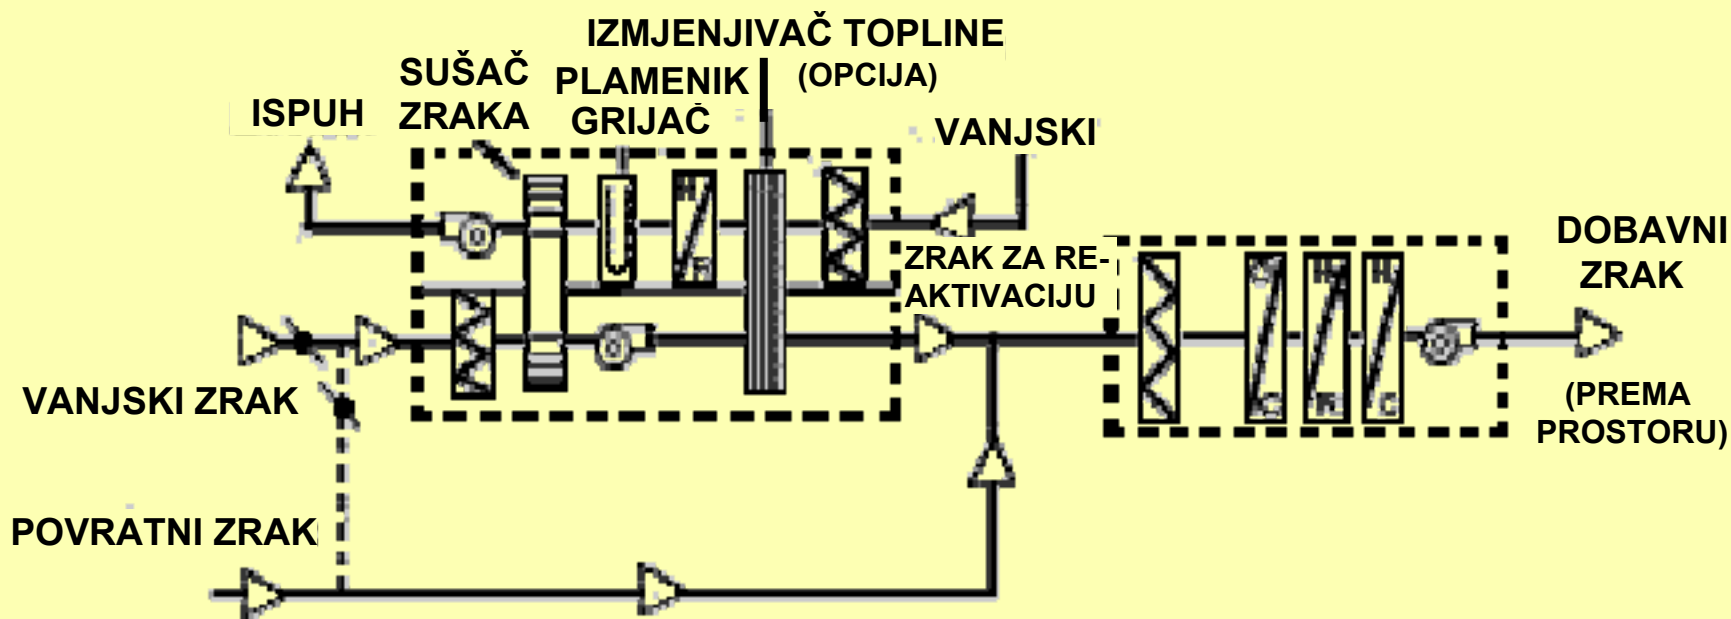 IZMJENJIVAČ TOPLINE
(OPCIJA)
SUŠAČ
ZRAKA
PLAMENIK
GRIJAČ
ISPUH
VANJSKI
ZRAK ZA RE-
AKTIVACIJU
DOBAVNI
ZRAK
(PREMA
PROSTORU)
VANJSKI ZRAK
POVRATNI ZRAK
H
C
H
H
C